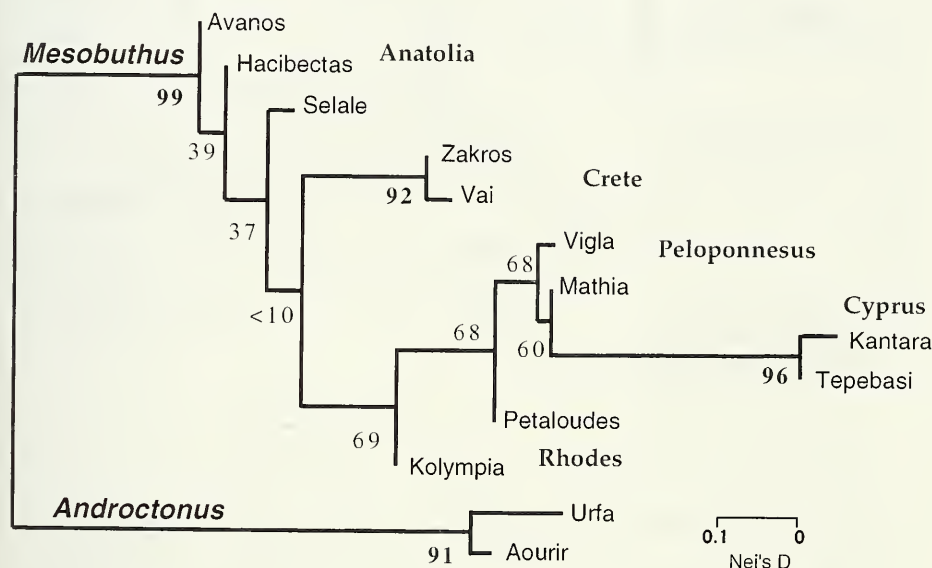 Avanos
Mesobuthus
Hacibectas
Anatolia
99
Selale
39
Zakros
Crete
92
Vai
37
Vigla
Peloponnesus
68
Mathia
Cyprus
<10
68
60
Kantara
96
Tepebasi
Petaloudes
69
Kolympia
Rhodes
Androctonus
Urfa
91
Aourir
0.1 0
Nei's D